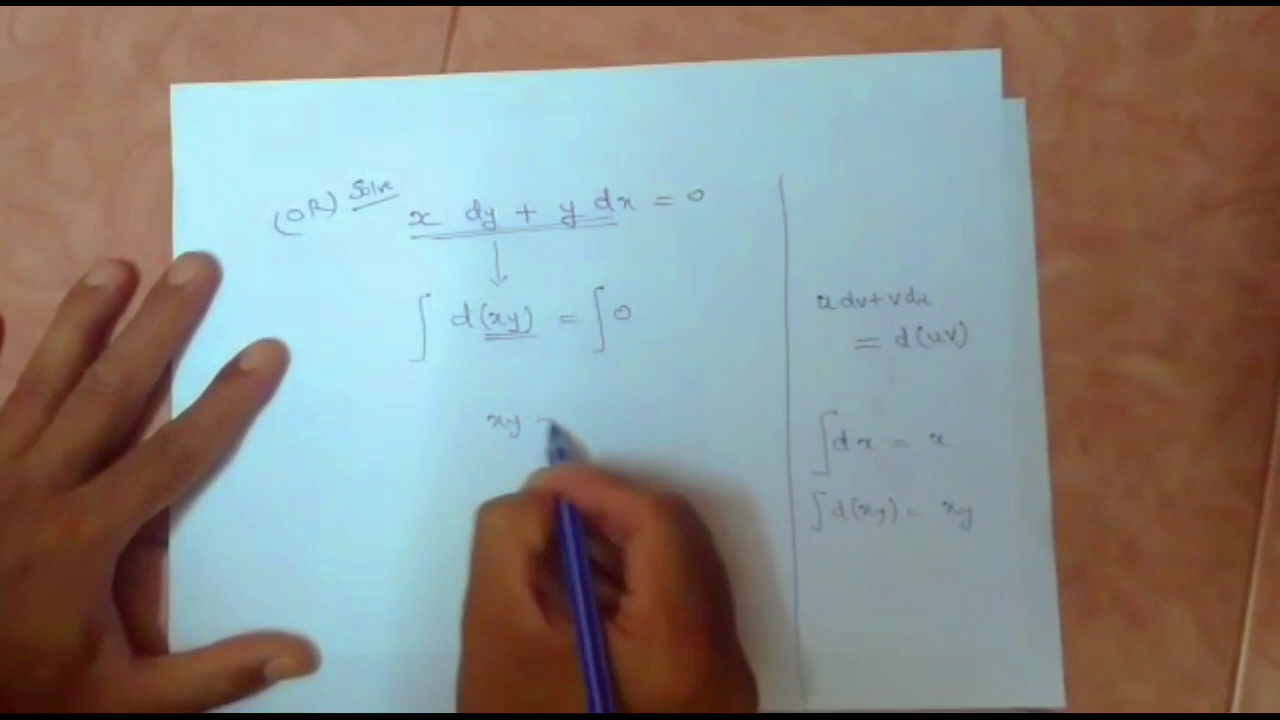 (OR) Solve
x dy + y dx = 0
∫ d(xy) = ∫ 0
xy =
u dv + v du
= d(uv)
∫ dx = x
∫ d(xy) = xy